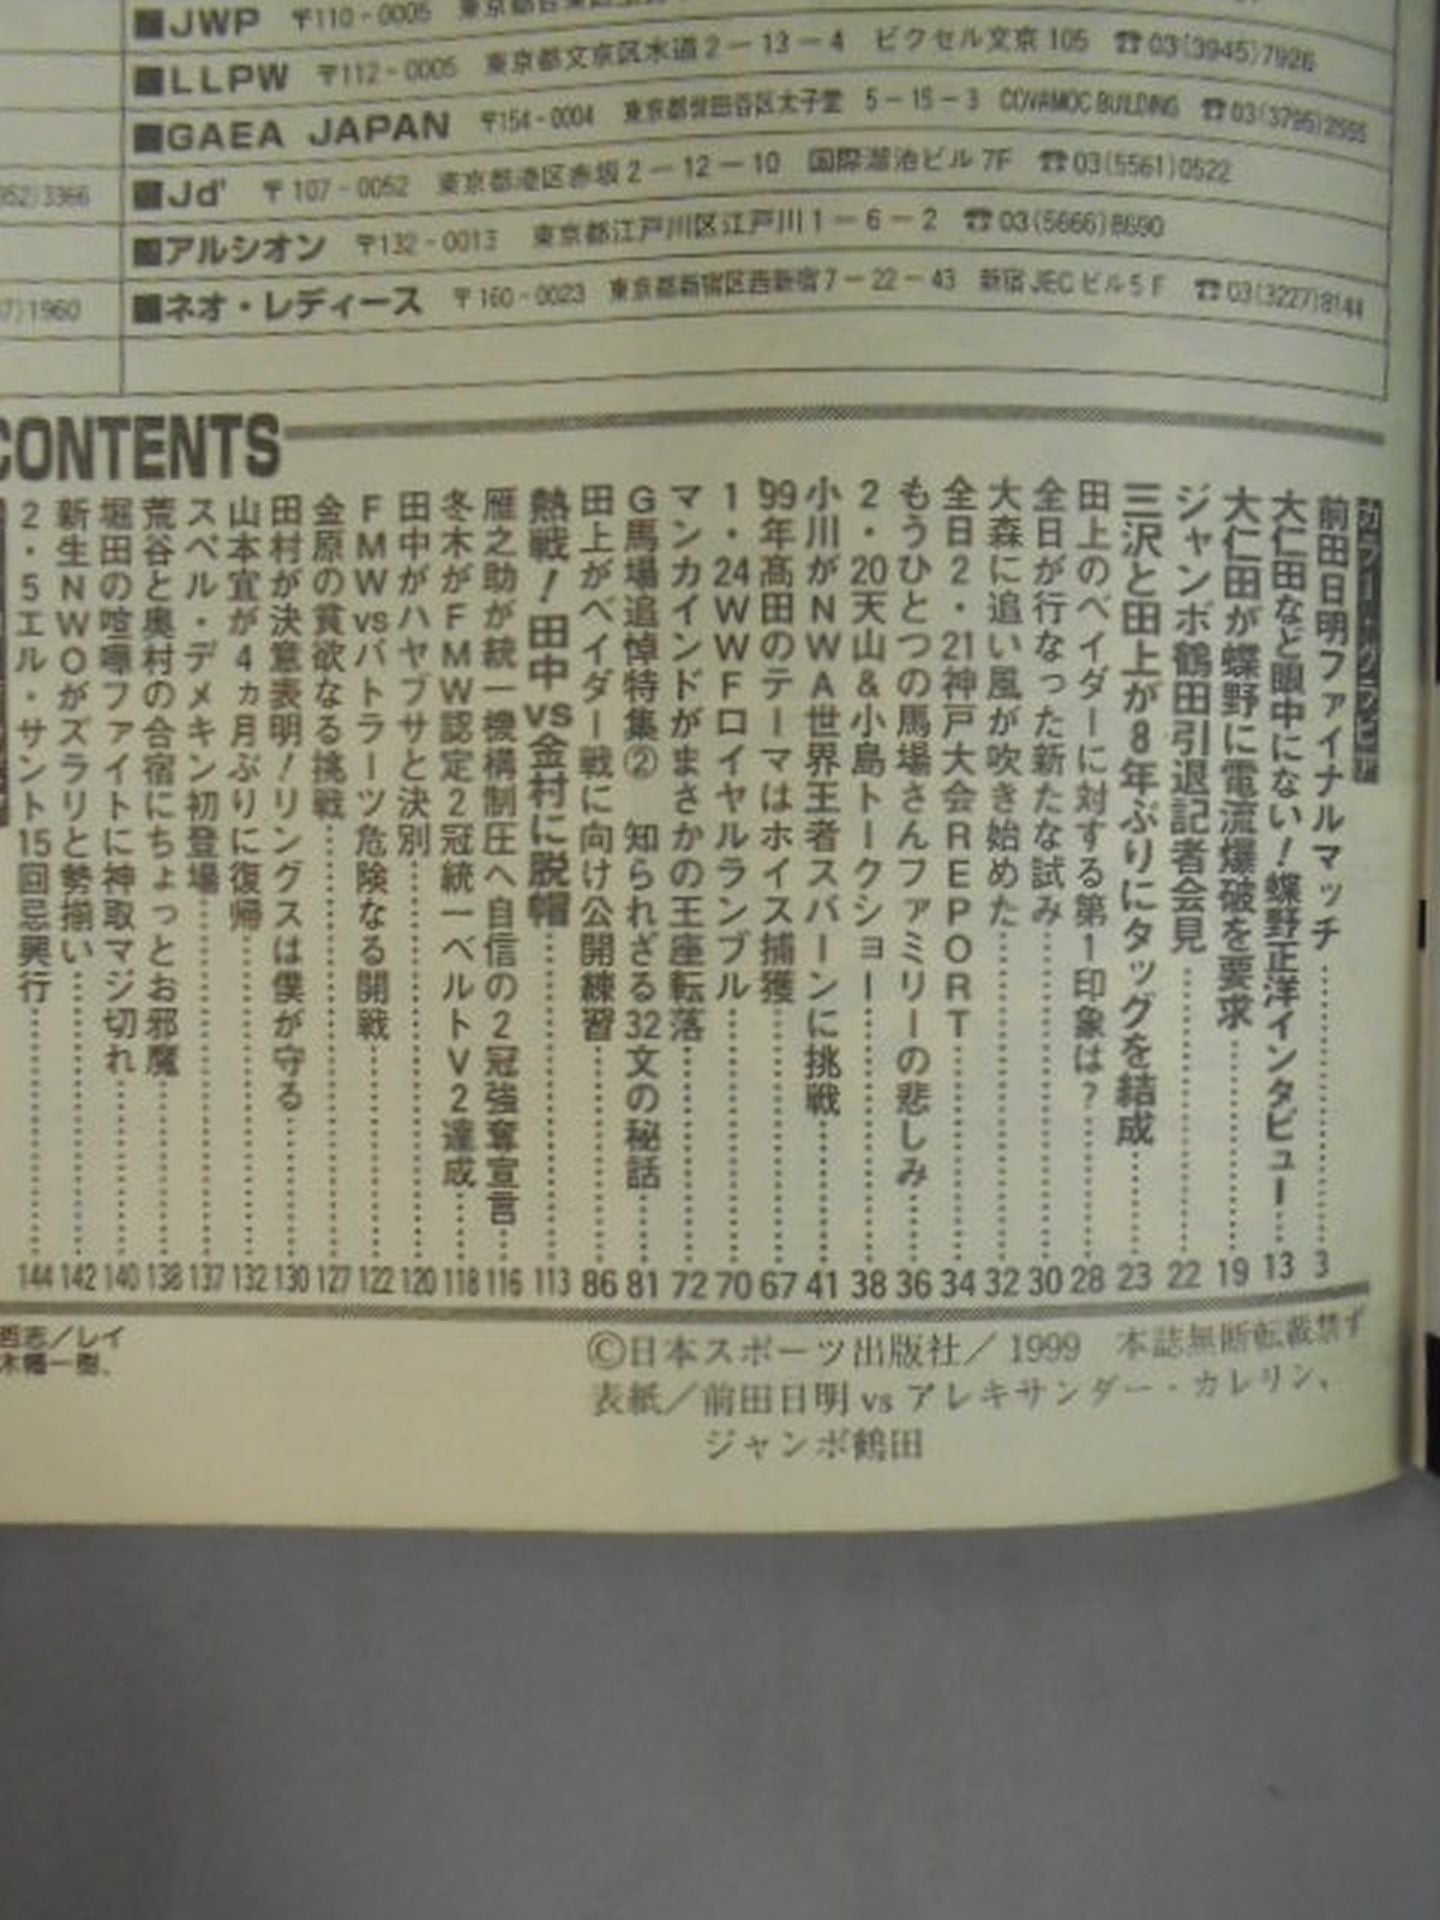 ■JWP 〒110-0005
■LLPW 〒112-0005 東京都文京区水道2-13-4 ピクセル文京105 ☎03(3945)7926
■GAEA JAPAN 〒154-0004 東京都世田谷区太子堂 5-15-3 COVAMOC BUILDING
■Jd' 〒107-0052 東京都港区赤坂2-12-10 国際溜池ビル7F ☎03(5561)0522
■アルシオン 〒132-0013 東京都江戸川区江戸川1-6-2 ☎03(5666)8690
■ネオ・レディース 〒160-0023 東京都新宿区西新宿7-22-43 新宿JECビル5F ☎03(3227)8144
952)3366
7)1960
CONTENTS
カラー・グラビア
前田日明ファイナルマッチ……3
大仁田など眼中にない!蝶野正洋インタビュー…13
大仁田が蝶野に電流爆破を要求……19
ジャンボ鶴田引退記者会見……22
三沢と田上が8年ぶりにタッグを結成……23
田上のベイダーに対する第1印象は?……28
全日が行なった新たな試み……30
大森に追い風が吹き始めた……32
全日2・21神戸大会REPORT……34
もうひとつの馬場さんファミリーの悲しみ……36
2・20天山&小島トークショー……38
小川がNWA世界王者スバーンに挑戦……41
'99年髙田のテーマはホイス捕獲……67
1・24WWFロイヤルランブル……70
マンカインドがまさかの王座転落……72
G馬場追悼特集② 知られざる32文の秘話……81
田上がベイダー戦に向け公開練習……86
熱戦!田中vs金村に脱帽……113
雁之助が統一機構制圧へ自信の2冠強奪宣言…116
冬木がFMW認定2冠統一ベルトV2達成……118
田中がハヤブサと決別……120
FMWvsバトラーツ危険なる開戦……122
金原の貪欲なる挑戦……127
田村が決意表明!リングスは僕が守る……130
山本宜が4ヵ月ぶりに復帰……132
スペル・デメキン初登場……137
荒谷と奥村の合宿にちょっとお邪魔……138
堀田の喧嘩ファイトに神取マジ切れ……140
新生NWOがズラリと勢揃い……142
2・5エル・サント15回忌興行……144
哲志/レイ
木幡一樹、
©日本スポーツ出版社/1999 本誌無断転載禁ず
表紙/前田日明vsアレキサンダー・カレリン、
ジャンボ鶴田